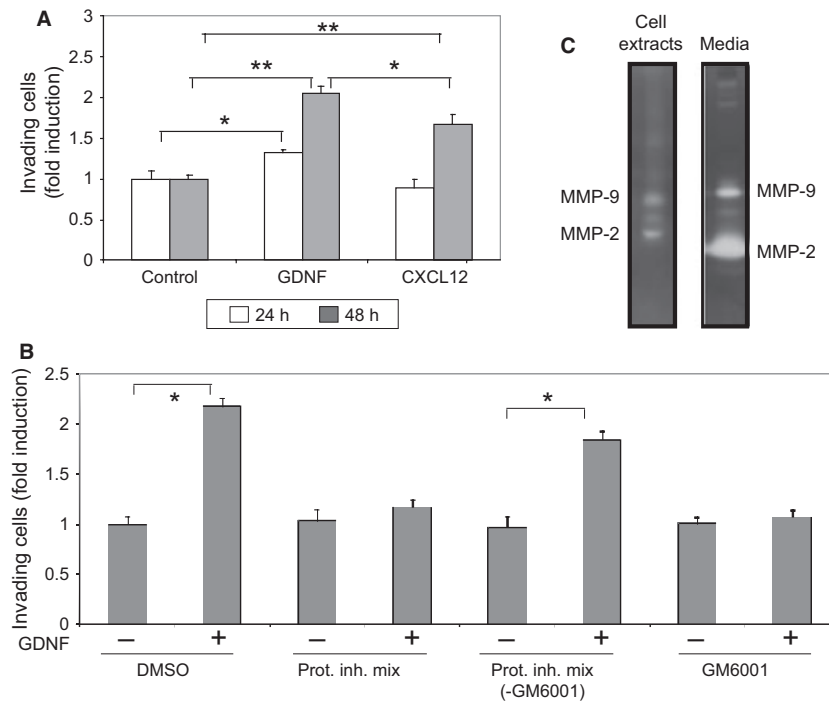 A
3
2.5
2
1.5
1
0.5
0
Invading cells
(fold induction)
**
**
*
*
Control
GDNF
CXCL12
24 h
48 h
C
Cell
extracts
Media
MMP-9
MMP-2
MMP-9
MMP-2
B
2.5
2
1.5
1
0.5
0
Invading cells (fold induction)
*
*
GDNF
− + − + − + − +
DMSO
Prot. inh. mix
Prot. inh. mix
(-GM6001)
GM6001